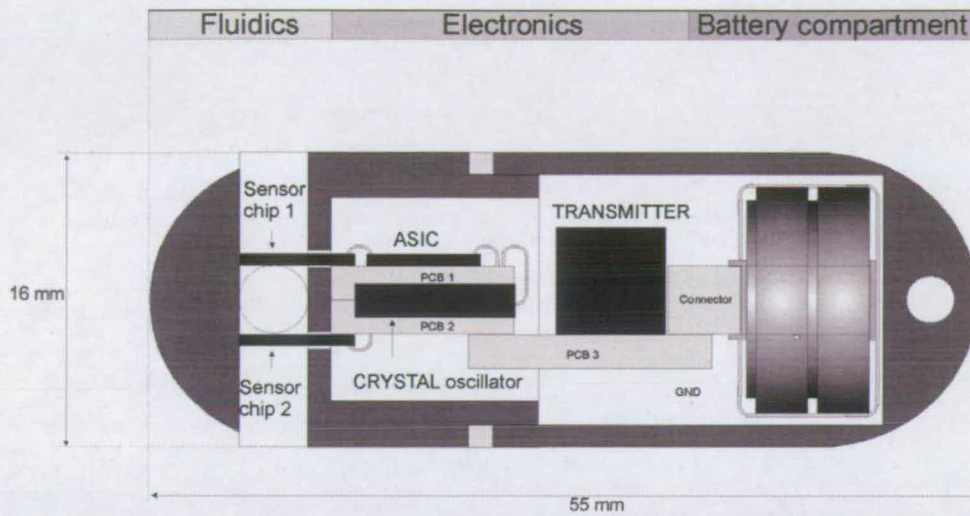 Fluidics Electronics Battery compartment
Sensor
chip 1
TRANSMITTER
ASIC
PCB 1
16 mm
Connector
PCB 2
PCB 3
CRYSTAL oscillator
Sensor
chip 2
GND
55 mm